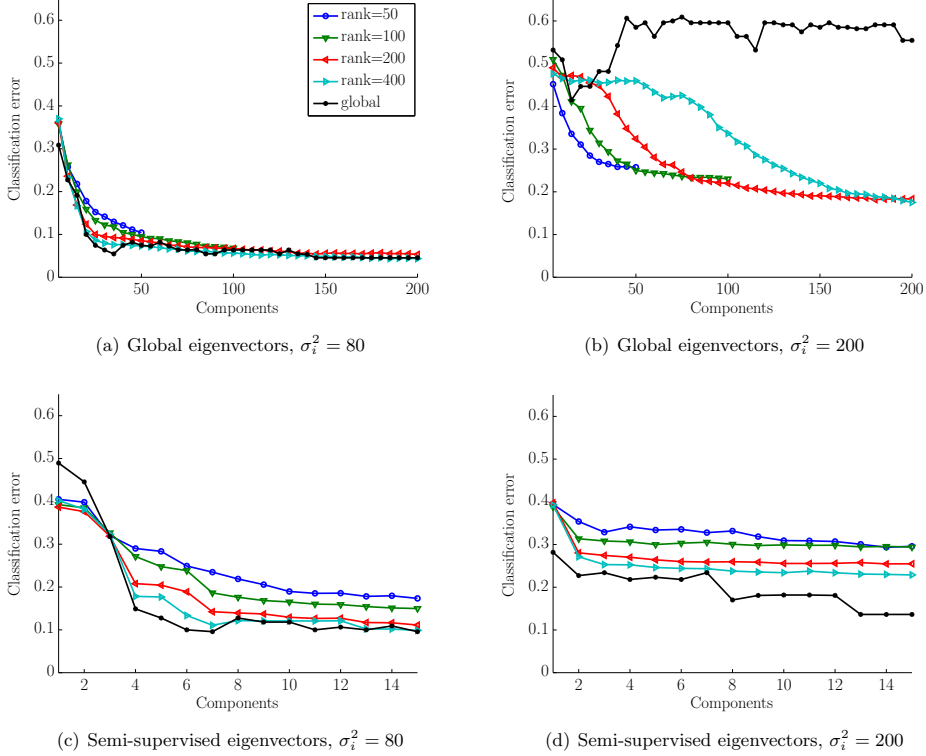 0.6
0.5
0.4
0.3
0.2
0.1
0
Classification error
50
100
150
200
Components
rank=50
rank=100
rank=200
rank=400
global
(a) Global eigenvectors, σ_i^2 = 80
0.6
0.5
0.4
0.3
0.2
0.1
0
Classification error
50
100
150
200
Components
(b) Global eigenvectors, σ_i^2 = 200
0.6
0.5
0.4
0.3
0.2
0.1
0
Classification error
2
4
6
8
10
12
14
Components
(c) Semi-supervised eigenvectors, σ_i^2 = 80
0.6
0.5
0.4
0.3
0.2
0.1
0
Classification error
2
4
6
8
10
12
14
Components
(d) Semi-supervised eigenvectors, σ_i^2 = 200